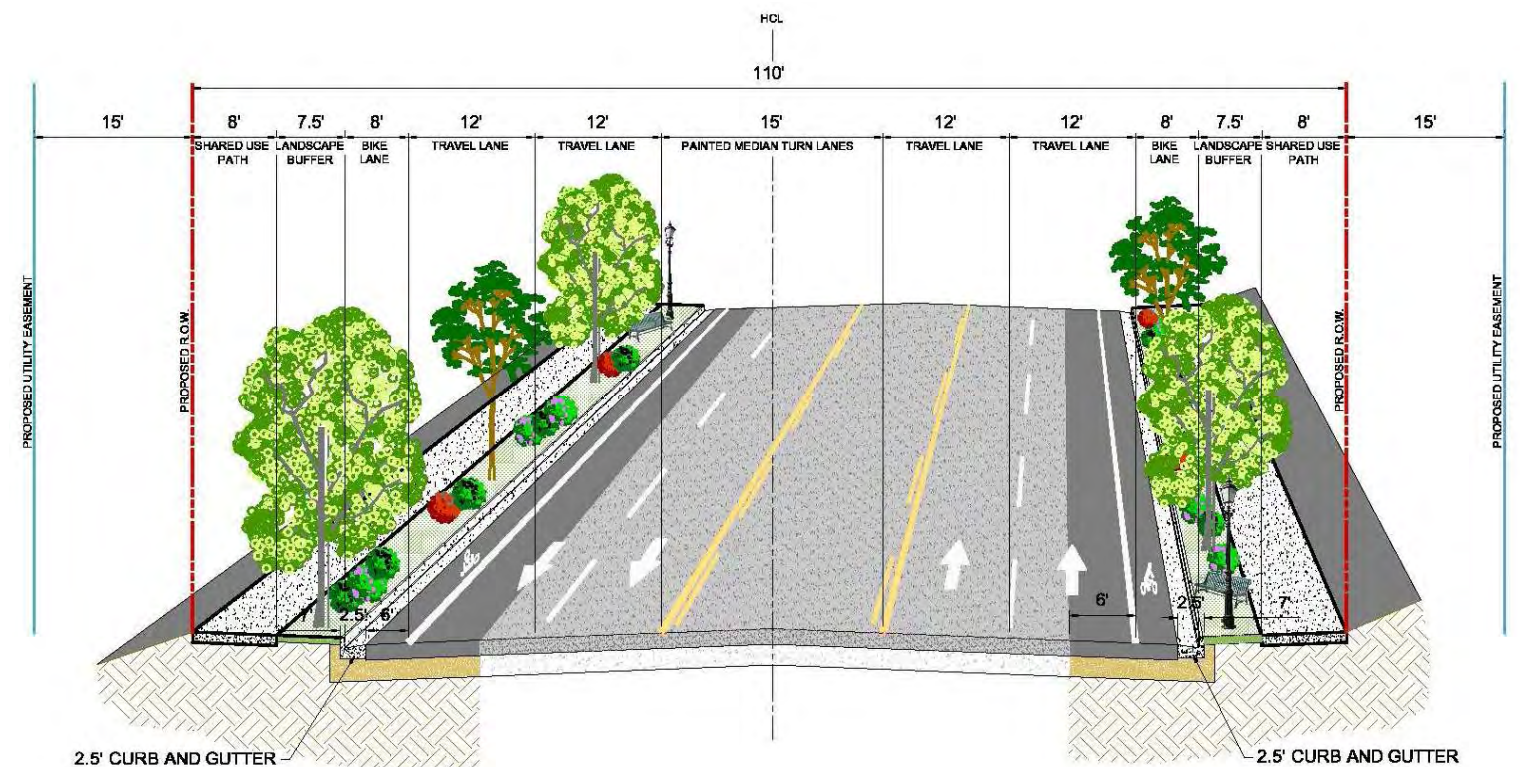 HCL
110'
15' 8' 7.5' 8' 12' 12' 15' 12' 12' 8' 7.5' 8' 15'
SHARED USE PATH
LANDSCAPE BUFFER
BIKE LANE
TRAVEL LANE
TRAVEL LANE
PAINTED MEDIAN TURN LANES
TRAVEL LANE
TRAVEL LANE
BIKE LANE
LANDSCAPE BUFFER
SHARED USE PATH
PROPOSED UTILITY EASEMENT
PROPOSED R.O.W.
PROPOSED R.O.W.
PROPOSED UTILITY EASEMENT
7' 2.5' 6'
6' 2.5' 7'
2.5' CURB AND GUTTER
2.5' CURB AND GUTTER